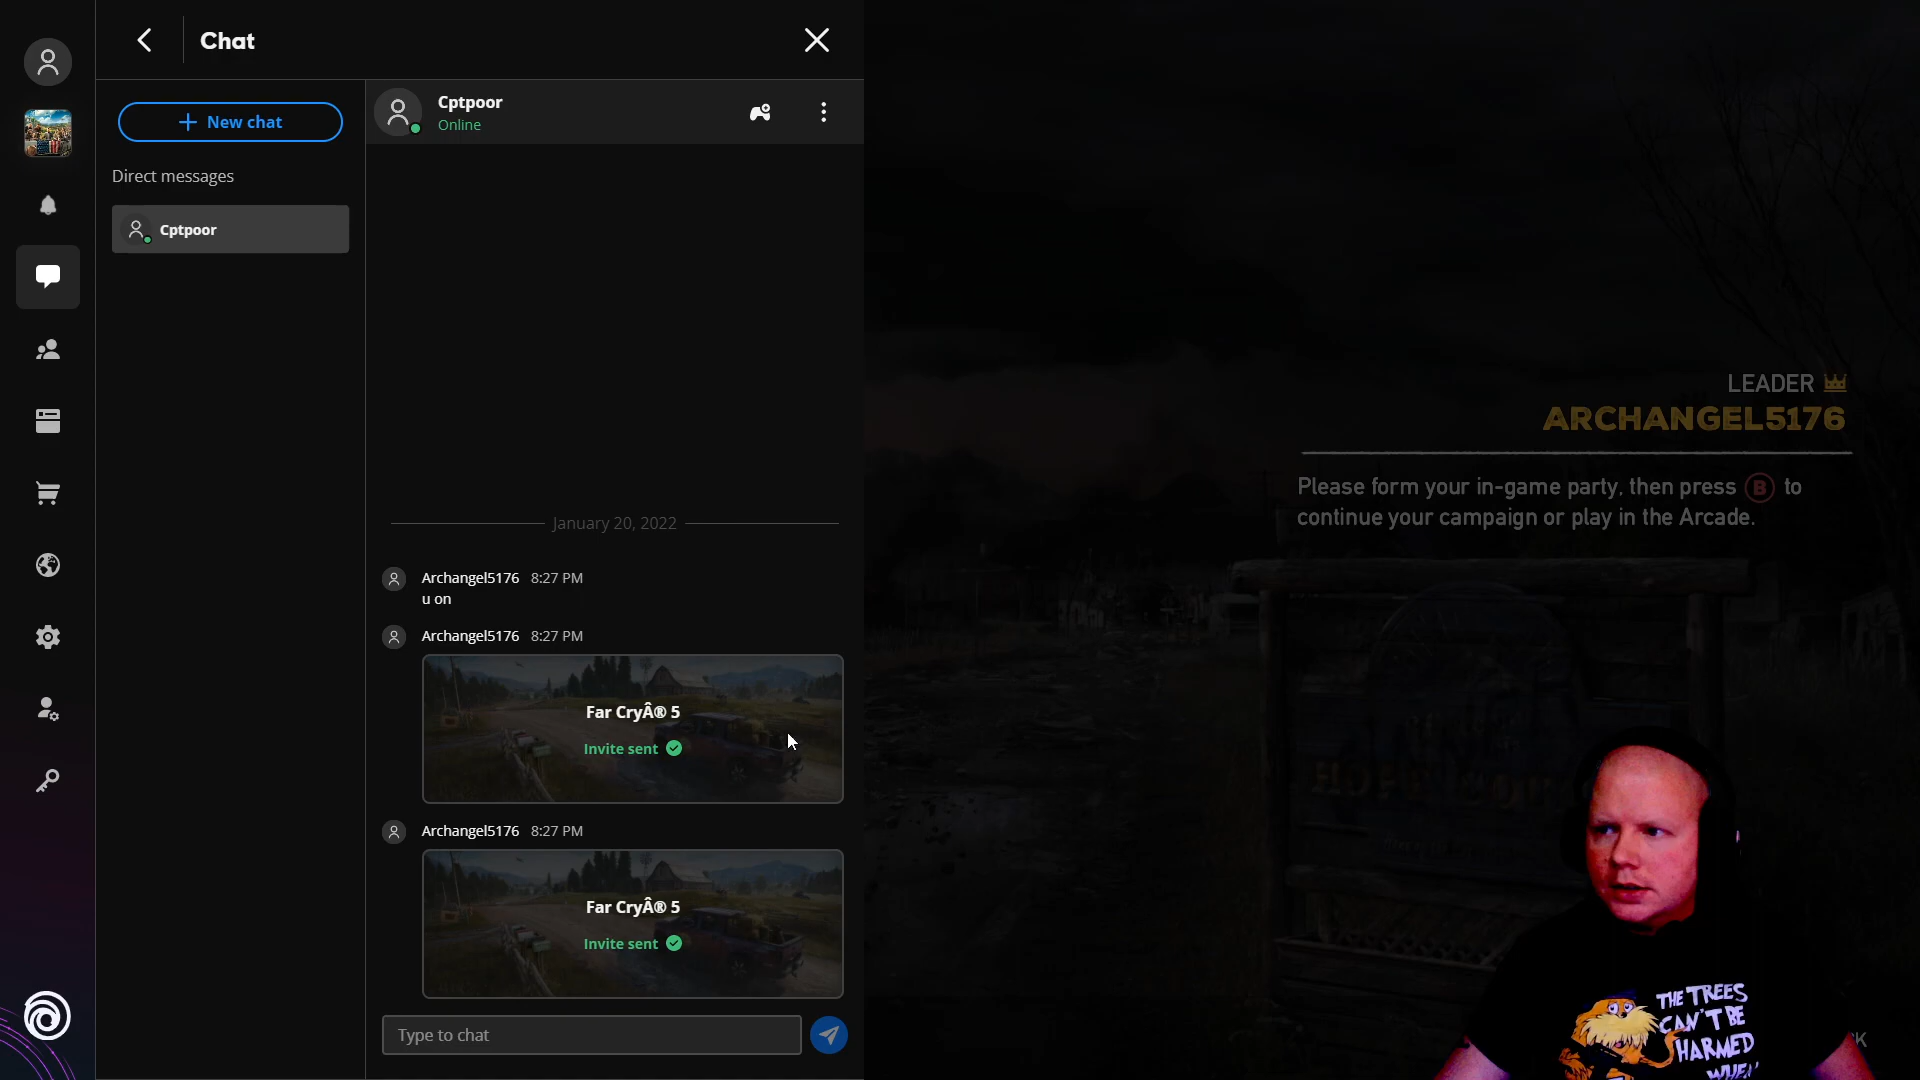 Chat
New chat
Direct messages
Cptpoor
Cptpoor
Online
January 20, 2022
Archangel5176 8:27 PM
u on
Archangel5176 8:27 PM
Far CryÂ® 5
Invite sent
Archangel5176 8:27 PM
Far CryÂ® 5
Invite sent
Type to chat
LEADER
ARCHANGEL5176
Please form your in-game party, then press B to
continue your campaign or play in the Arcade.
THE TREES
CAN'T BE
HARMED
WHEN